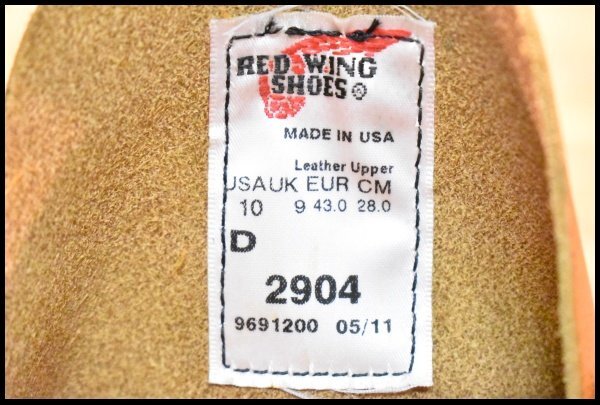 RED WING
SHOES®
MADE IN USA
Leather Upper
USA UK EUR CM
10 9 43.0 28.0
D
2904
9691200 05/11